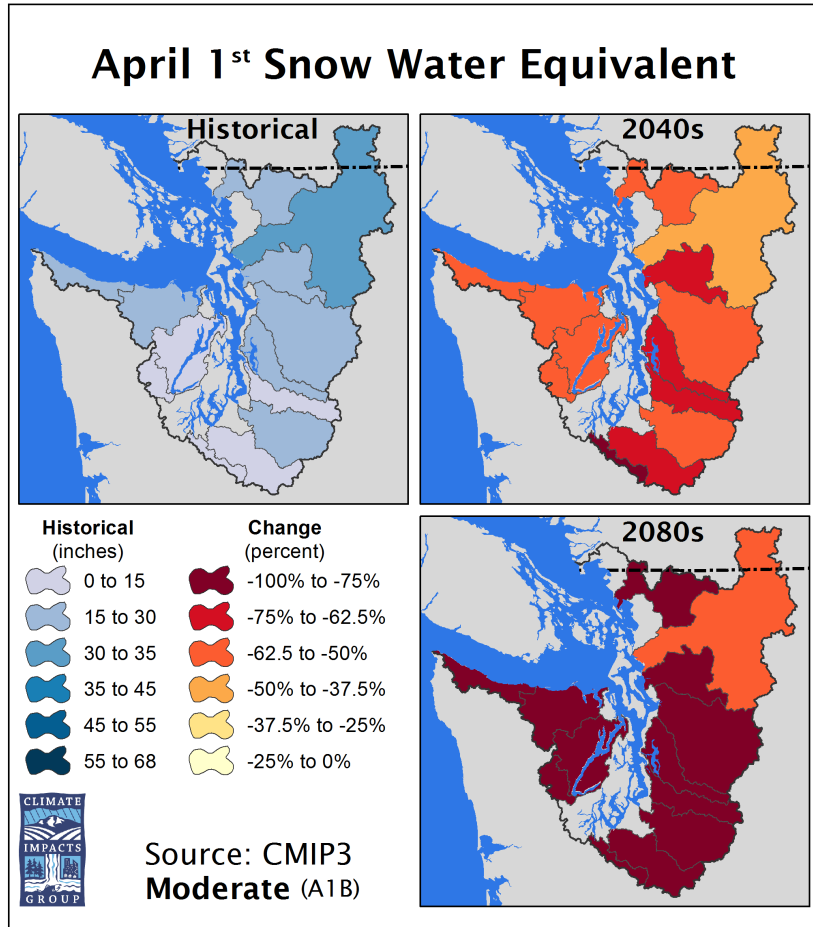 April 1st Snow Water Equivalent
Historical
2040s
Historical
(inches)
0 to 15
15 to 30
30 to 35
35 to 45
45 to 55
55 to 68
Change
(percent)
-100% to -75%
-75% to -62.5%
-62.5 to -50%
-50% to -37.5%
-37.5% to -25%
-25% to 0%
2080s
CLIMATE
IMPACTS
GROUP
Source: CMIP3
Moderate (A1B)